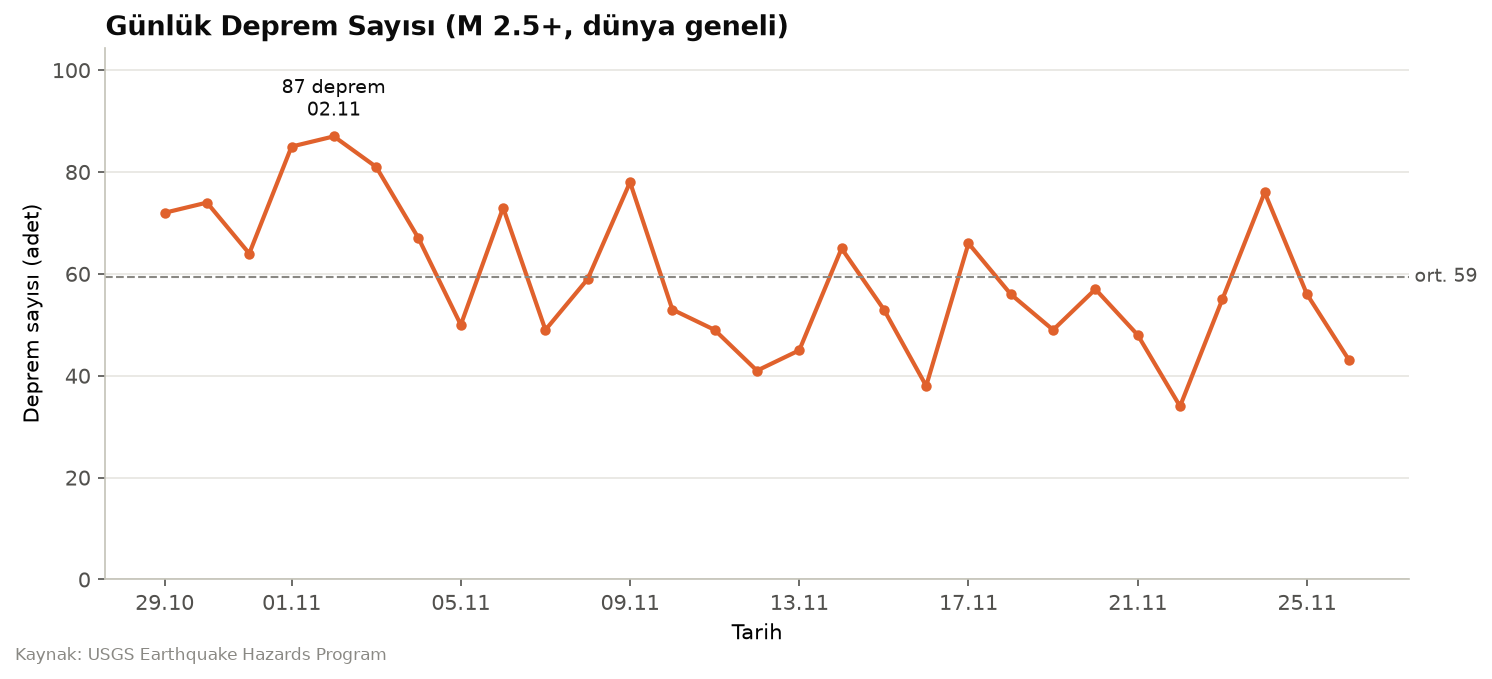 Günlük Deprem Sayısı (M 2.5+, dünya geneli)
87 deprem
02.11
Deprem sayısı (adet)
100
80
60
40
20
0
ort. 59
29.10 01.11 05.11 09.11 13.11 17.11 21.11 25.11
Tarih
Kaynak: USGS Earthquake Hazards Program